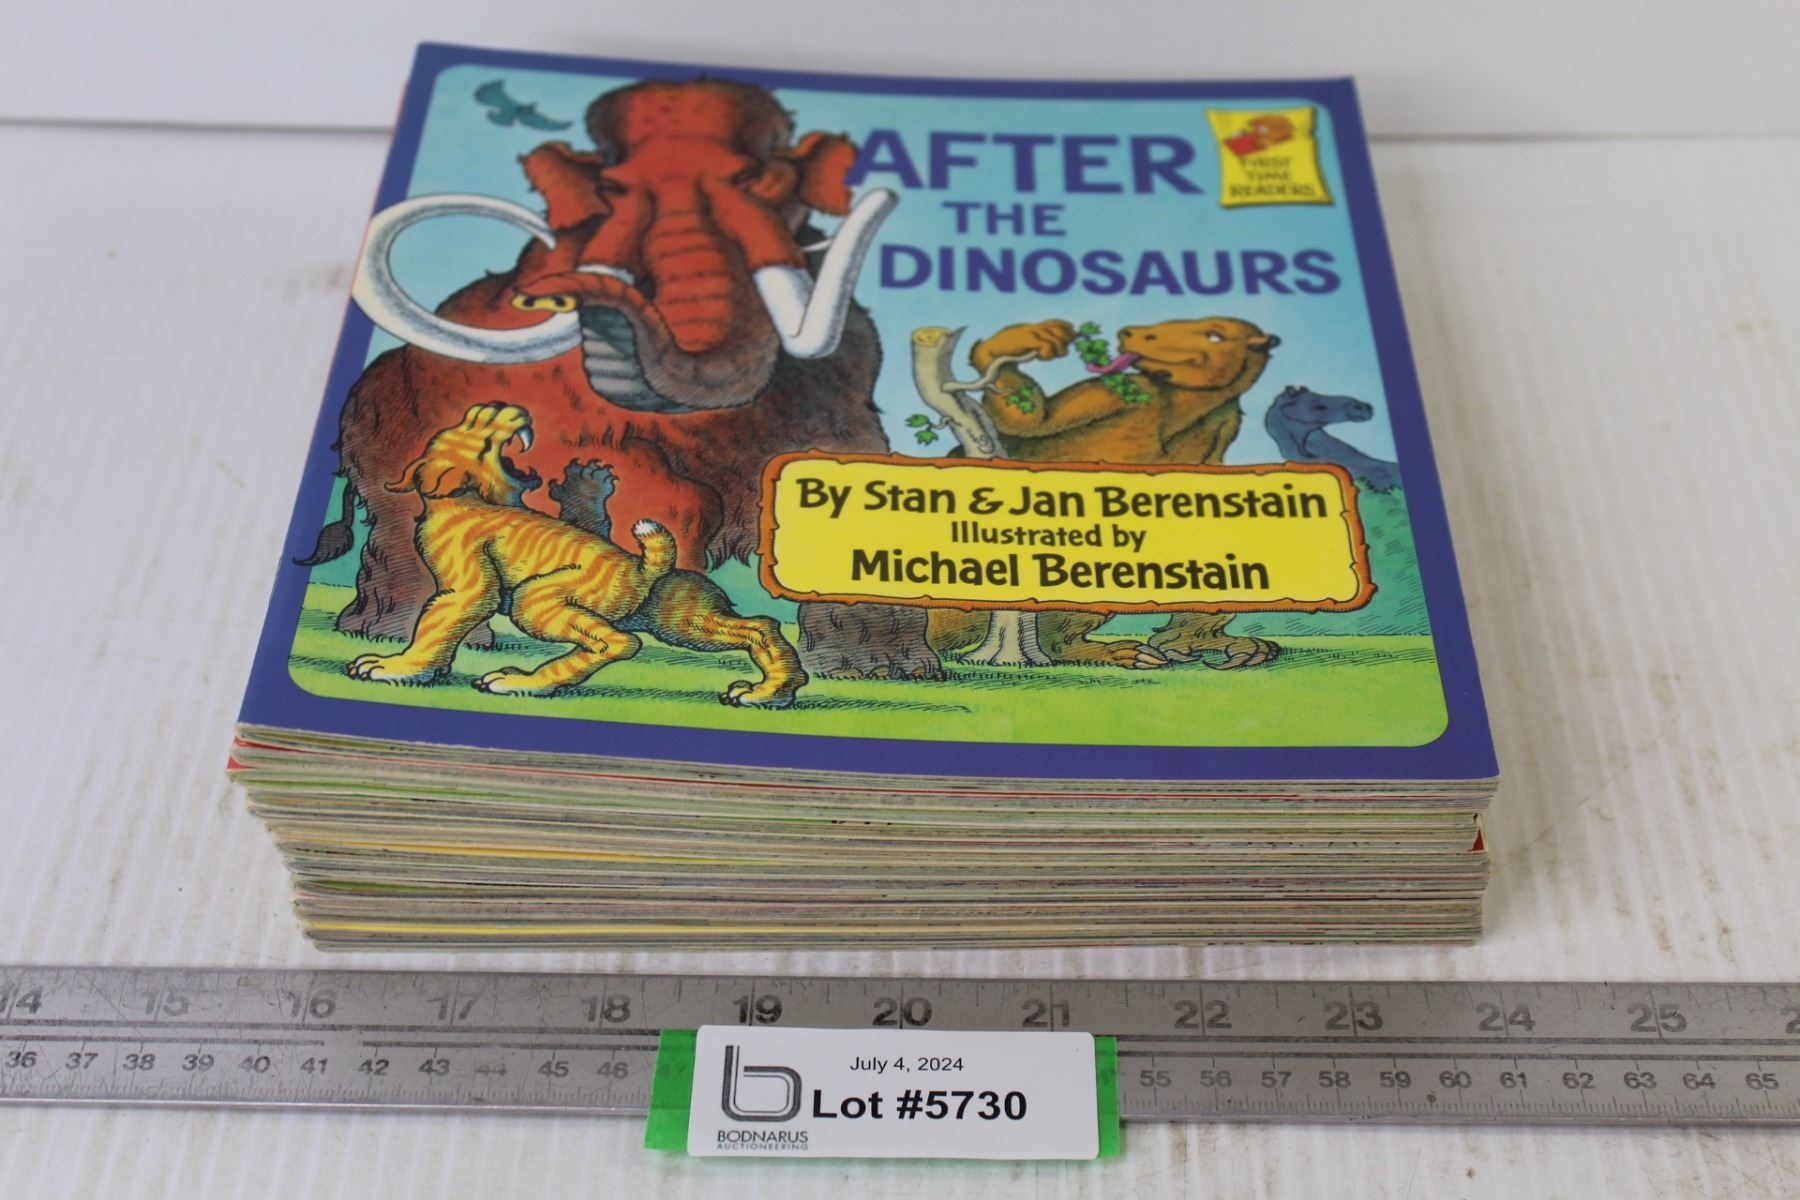 AFTER
THE
DINOSAURS
FIRST
TIME
READERS
By Stan & Jan Berenstain
Illustrated by
Michael Berenstain
14 15 16 17 18 19 20 21 22 23 24 25
36 37 38 39 40 41 42 43 44 45 46 55 56 57 58 59 60 61 62 63 64 65
July 4, 2024
Lot #5730
BODNARUS
AUCTIONEERING